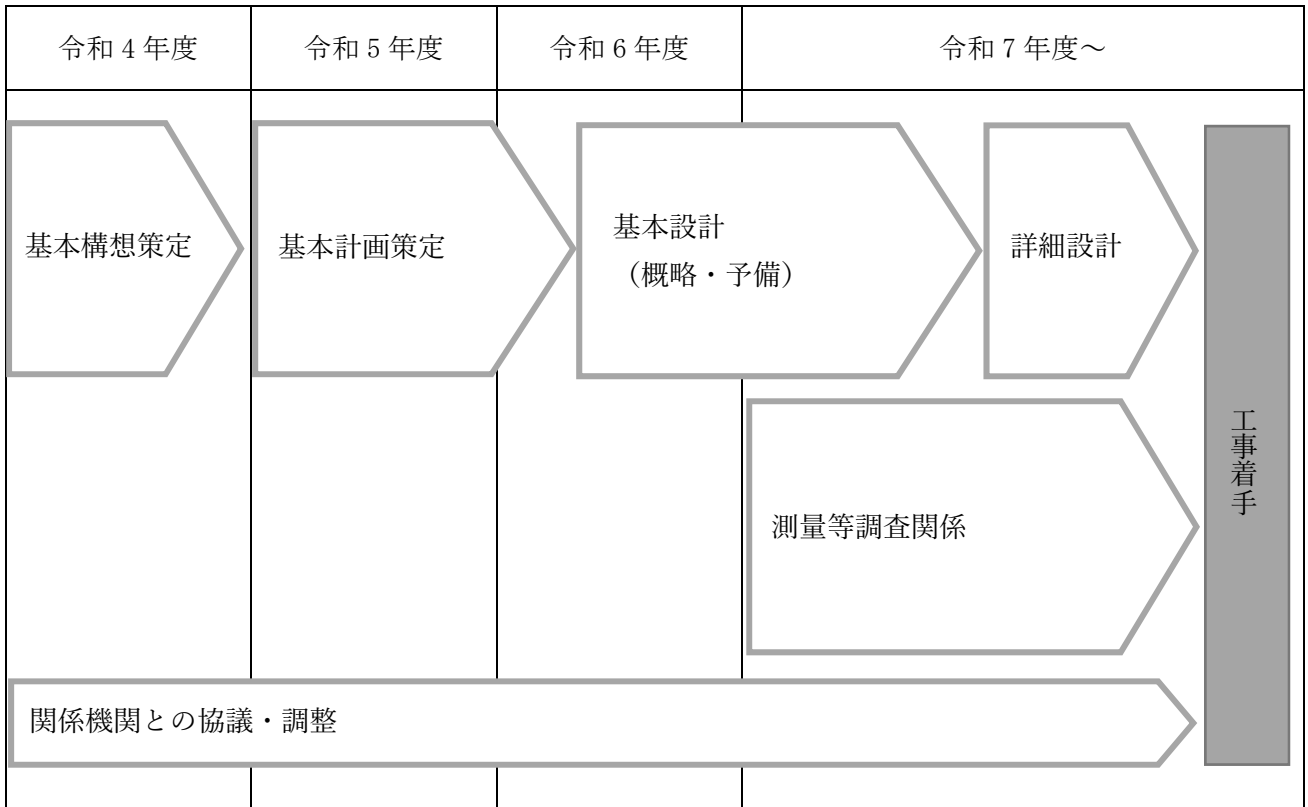 令和4年度
令和5年度
令和6年度
令和7年度~
基本構想策定
基本計画策定
基本設計
（概略・予備）
詳細設計
測量等調査関係
工事着手
関係機関との協議・調整